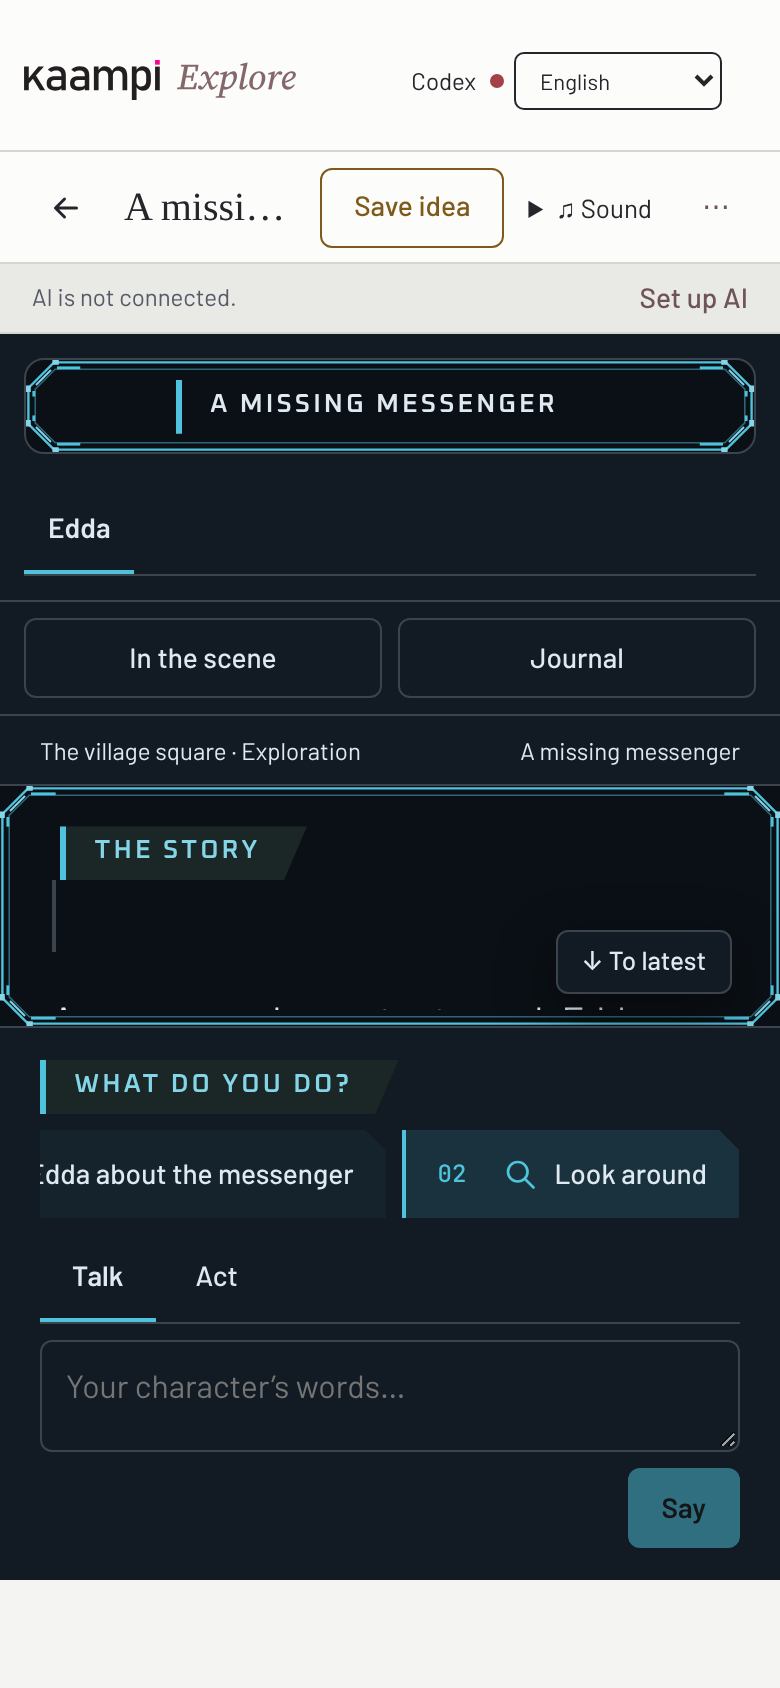 Kaampi Explore
Codex
English
A missi...
Save idea
♫ Sound
...
AI is not connected.
Set up AI
A MISSING MESSENGER
Edda
In the scene
Journal
The village square · Exploration
A missing messenger
THE STORY
↓ To latest
WHAT DO YOU DO?
Edda about the messenger
02 Look around
Talk
Act
Your character's words...
Say